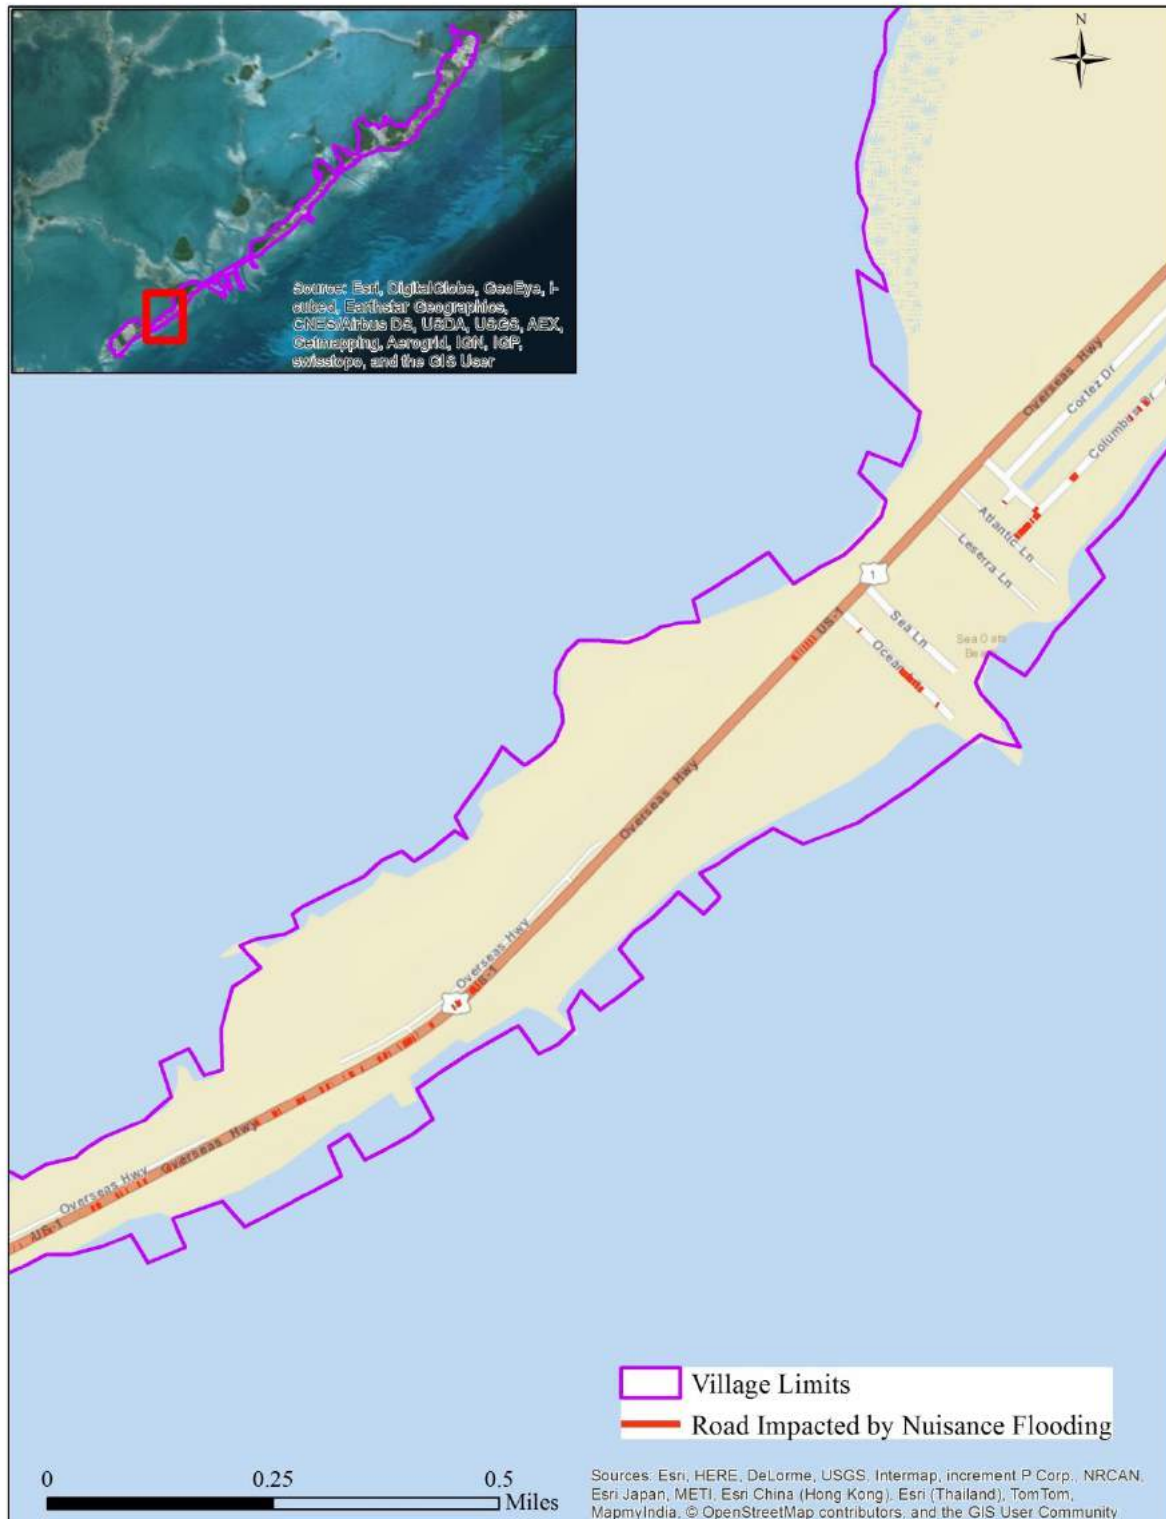 N
Source: Esri, DigitalGlobe, GeoEye, i-
cubed, Earthstar Geographics,
CNES/Airbus DS, USDA, USGS, AEX,
Getmapping, Aerogrid, IGN, IGP,
swisstopo, and the GIS User
Overseas Hwy
Cortez Dr
Columbus Dr
Atlantic Ln
Leserra Ln
1
US-1
Sea Ln
Sea Oats
Ocean
Overseas Hwy
Overseas Hwy
US-1
Overseas Hwy
Overseas Hwy
Village Limits
Road Impacted by Nuisance Flooding
0 0.25 0.5
Miles
Sources: Esri, HERE, DeLorme, USGS, Intermap, increment P Corp., NRCAN,
Esri Japan, METI, Esri China (Hong Kong), Esri (Thailand), TomTom,
MapmyIndia, © OpenStreetMap contributors, and the GIS User Community